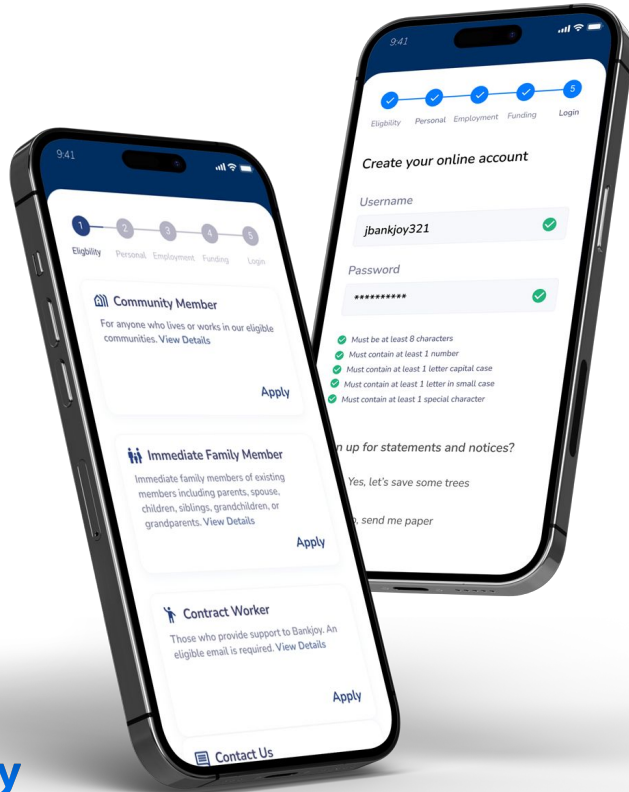 9:41
1
2
3
4
5
Eligbility
Personal
Employment
Funding
Login
Community Member
For anyone who lives or works in our eligible
communities. View Details
Apply
Immediate Family Member
Immediate family members of existing
members including parents, spouse,
children, siblings, grandchildren, or
grandparents. View Details
Apply
Contract Worker
Those who provide support to Bankjoy. An
eligible email is required. View Details
Apply
Contact Us
9:41
5
Eligbility
Personal
Employment
Funding
Login
Create your online account
Username
jbankjoy321
Password
**********
Must be at least 8 characters
Must contain at least 1 number
Must contain at least 1 letter capital case
Must contain at least 1 letter in small case
Must contain at least 1 special character
up for statements and notices?
Yes, let's save some trees
send me paper
y